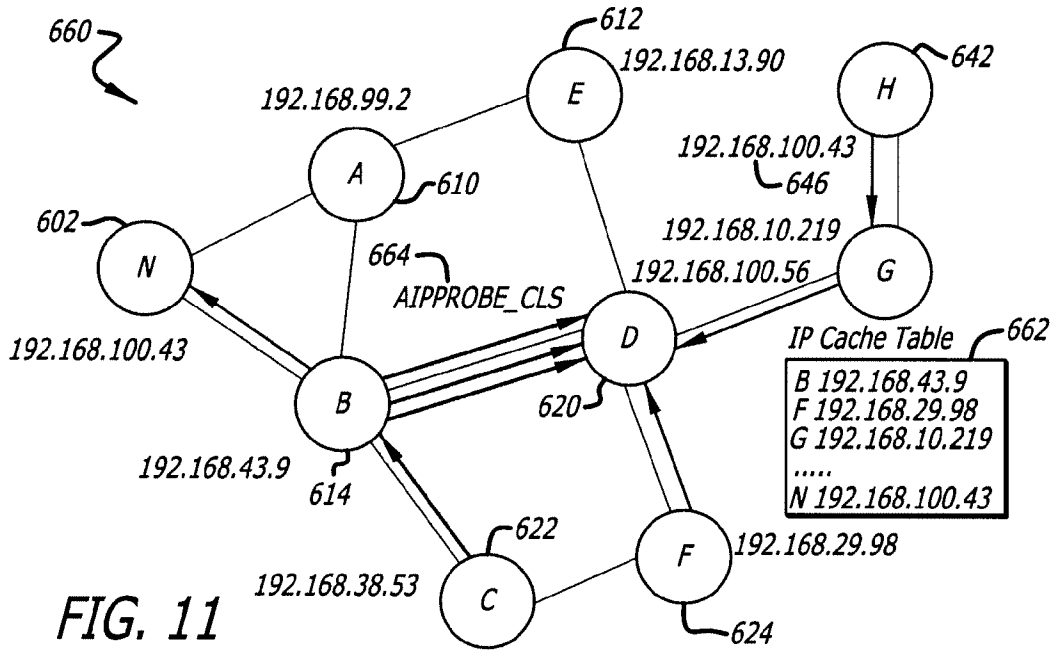 660
612
192.168.13.90
642
E
H
192.168.99.2
192.168.100.43
646
A
610
602
192.168.10.219
N
664
192.168.100.56
G
AIPPROBE_CLS
IP Cache Table
662
D
192.168.100.43
B 192.168.43.9
F 192.168.29.98
G 192.168.10.219
.....
N 192.168.100.43
B
620
192.168.43.9
614
622
192.168.38.53
C
F
192.168.29.98
624
FIG. 11